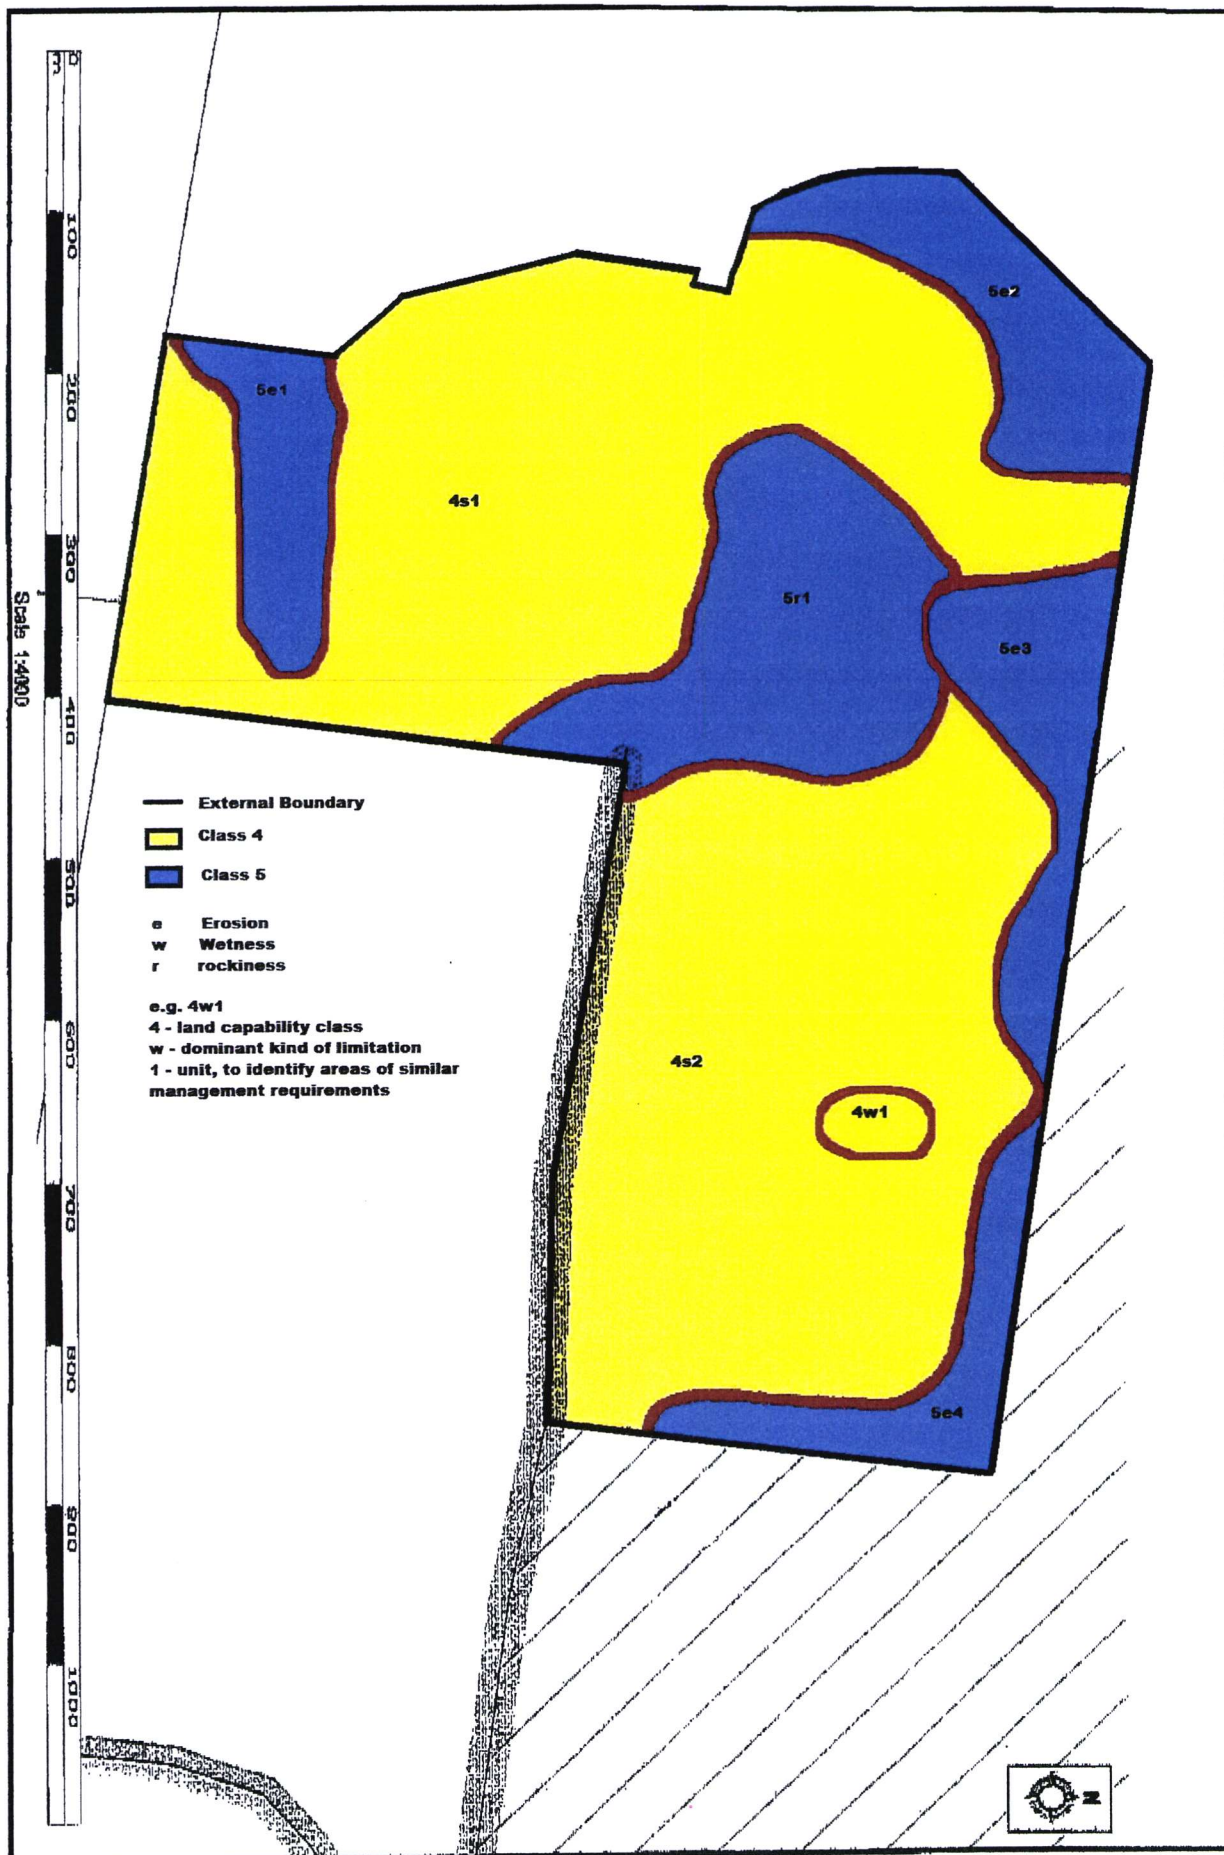 m 0
100
200
300
400
500
600
700
800
900
1000
Scale 1:4000
5e2
5e1
4s1
5r1
5e3
External Boundary
Class 4
Class 5
e Erosion
w Wetness
r rockiness
e.g. 4w1
4 - land capability class
w - dominant kind of limitation
1 - unit, to identify areas of similar
management requirements
4s2
4w1
5e4
N